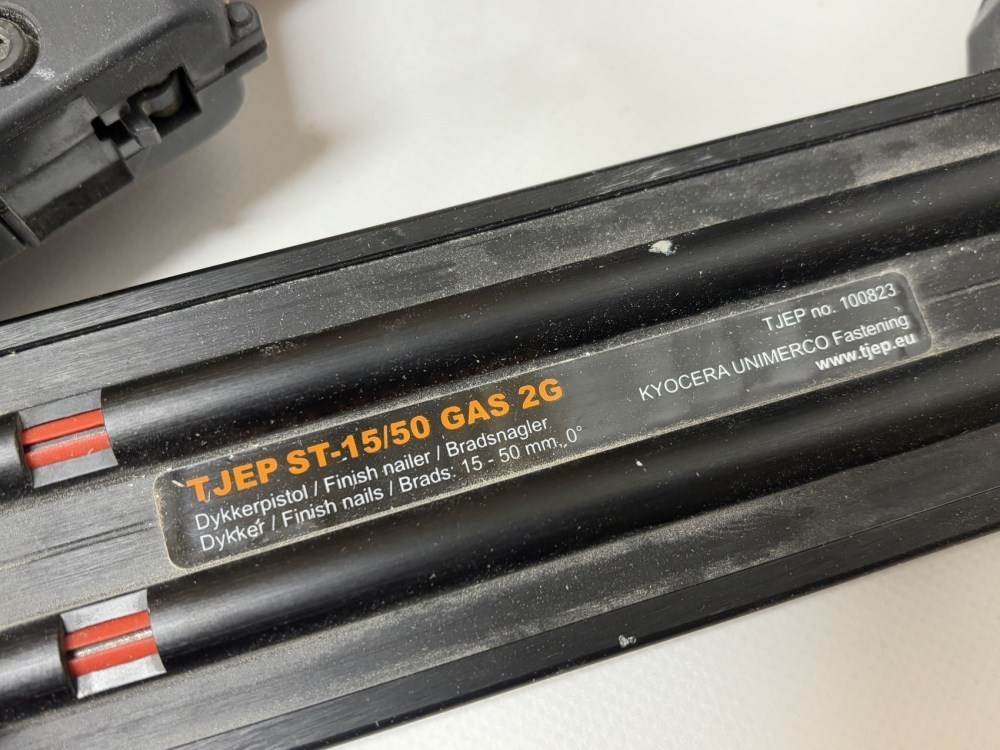 TJEP ST-15/50 GAS 2G
Dykkerpistol / Finish nailer / Bradsnagler
Dykker / Finish nails / Brads: 15 - 50 mm, 0°
TJEP no. 100823
KYOCERA UNIMERCO Fastening
www.tjep.eu